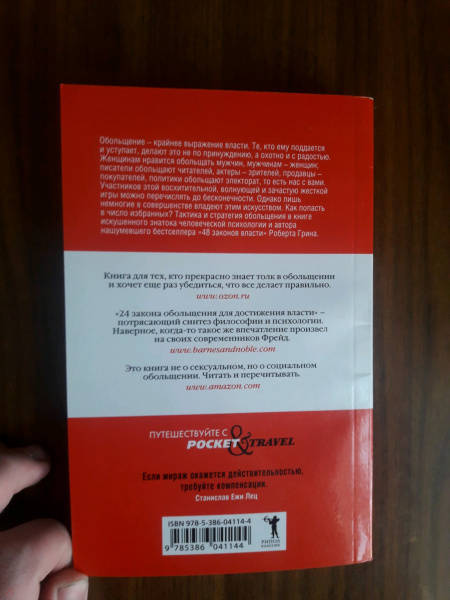 Обольщение – крайнее выражение власти. Те, кто ему поддается
и уступает, делают это не по принуждению, а охотно и с радостью.
Женщинам нравится обольщать мужчин, мужчинам – женщин;
писатели обольщают читателей, актеры – зрителей, продавцы –
покупателей, политики обольщают электорат, то есть нас с вами.
Участников этой восхитительной, волнующей и зачастую жесткой
игры можно перечислять до бесконечности. Однако лишь
немногие в совершенстве владеют этим искусством. Как попасть
в число избранных? Тактика и стратегия обольщения в книге
искушенного знатока человеческой психологии и автора
нашумевшего бестселлера "48 законов власти" Роберта Грина.
Книга для тех, кто прекрасно знает толк в обольщении
и хочет еще раз убедиться, что все делает правильно.
www.ozon.ru
"24 закона обольщения для достижения власти" –
потрясающий синтез философии и психологии.
Наверное, когда-то такое же впечатление произвел
на своих современников Фрейд.
www.barnesandnoble.com
Это книга не о сексуальном, но о социальном
обольщении. Читать и перечитывать.
www.amazon.com
ПУТЕШЕСТВУЙТЕ С
POCKET&TRAVEL
Если мираж окажется действительностью,
требуйте компенсации.
Станислав Ежи Лец
ISBN 978-5-386-04114-4
9 785386 041144
РИПОЛ
КЛАССИК